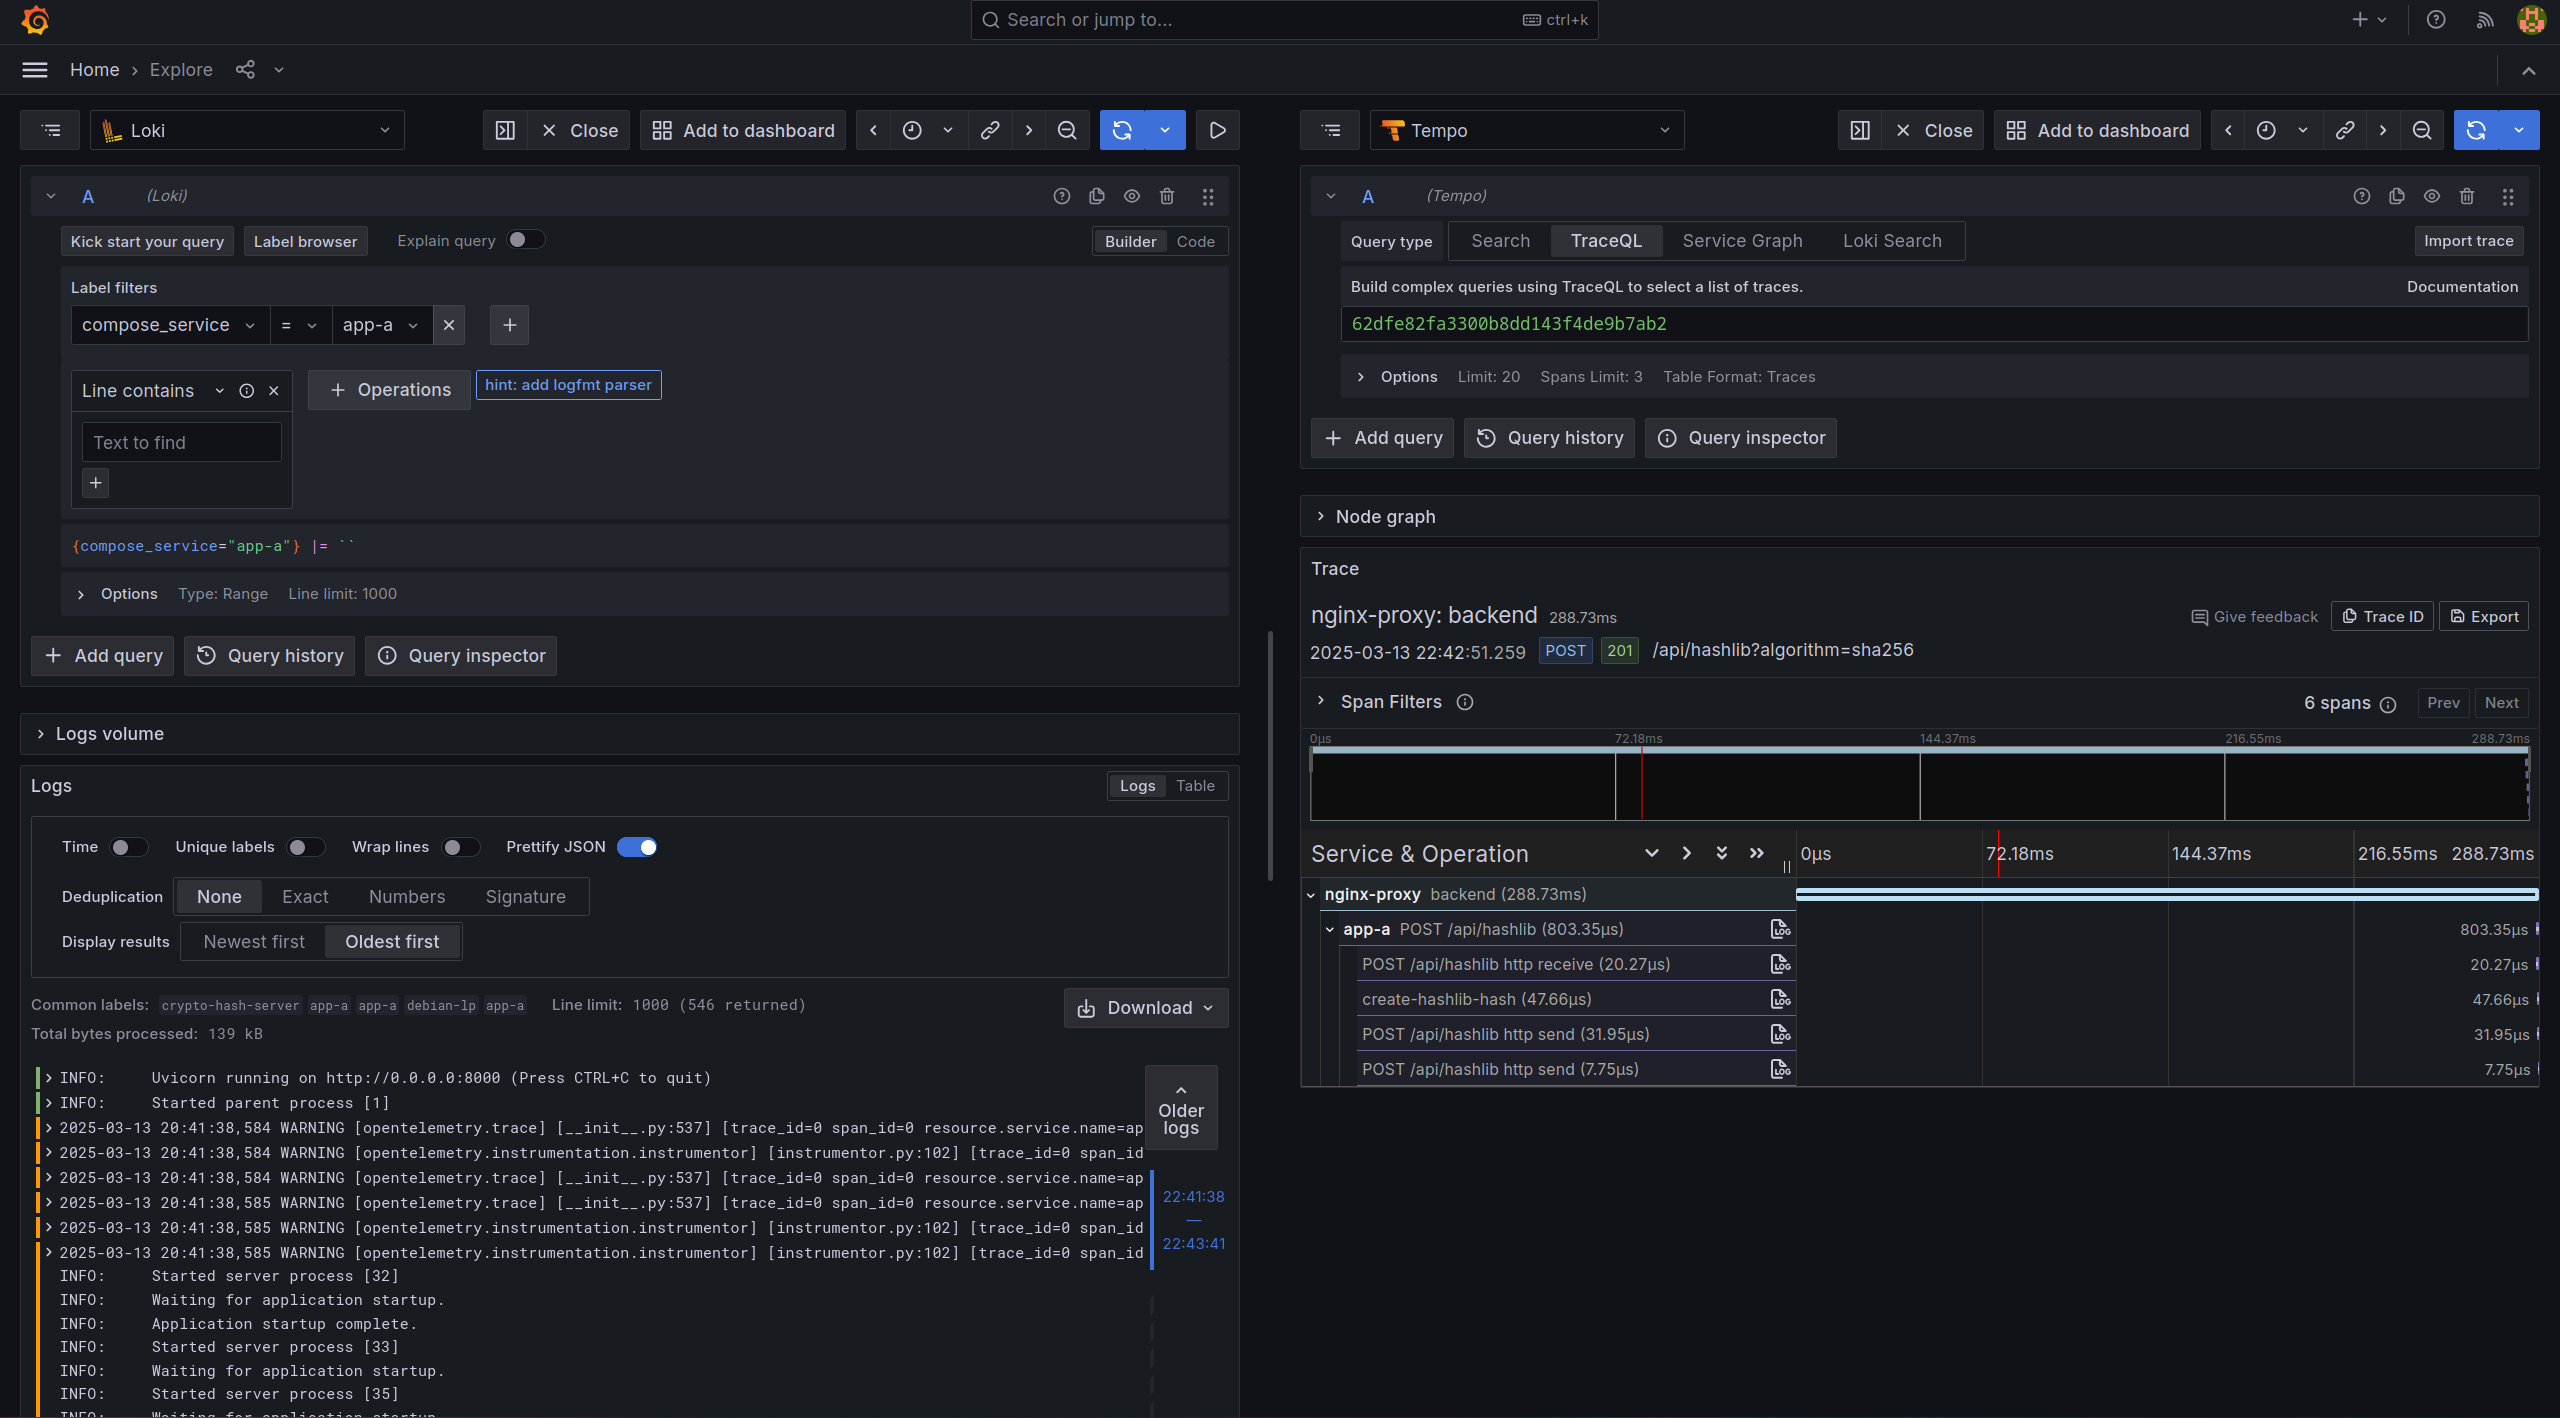 Search or jump to...
ctrl+k
Home › Explore
Loki
Close
Add to dashboard
A (Loki)
Kick start your query
Label browser
Explain query
Builder
Code
Label filters
compose_service
=
app-a
Line contains
Operations
hint: add logfmt parser
Text to find
{compose_service="app-a"} |= ``
Options Type: Range Line limit: 1000
Add query
Query history
Query inspector
Logs volume
Logs
Logs
Table
Time
Unique labels
Wrap lines
Prettify JSON
Deduplication None Exact Numbers Signature
Display results Newest first Oldest first
Common labels: crypto-hash-server app-a app-a debian-lp app-a Line limit: 1000 (546 returned)
Total bytes processed: 139 kB
Download
INFO: Uvicorn running on http://0.0.0.0:8000 (Press CTRL+C to quit)
INFO: Started parent process [1]
2025-03-13 20:41:38,584 WARNING [opentelemetry.trace] [__init__.py:537] [trace_id=0 span_id=0 resource.service.name=ap
2025-03-13 20:41:38,584 WARNING [opentelemetry.instrumentation.instrumentor] [instrumentor.py:102] [trace_id=0 span_id
2025-03-13 20:41:38,584 WARNING [opentelemetry.trace] [__init__.py:537] [trace_id=0 span_id=0 resource.service.name=ap
2025-03-13 20:41:38,585 WARNING [opentelemetry.trace] [__init__.py:537] [trace_id=0 span_id=0 resource.service.name=ap
2025-03-13 20:41:38,585 WARNING [opentelemetry.instrumentation.instrumentor] [instrumentor.py:102] [trace_id=0 span_id
2025-03-13 20:41:38,585 WARNING [opentelemetry.instrumentation.instrumentor] [instrumentor.py:102] [trace_id=0 span_id
INFO: Started server process [32]
INFO: Waiting for application startup.
INFO: Application startup complete.
INFO: Started server process [33]
INFO: Waiting for application startup.
INFO: Started server process [35]
INFO: Waiting for application startup.
Older
logs
22:41:38
—
22:43:41
Tempo
Close
Add to dashboard
A (Tempo)
Query type
Search
TraceQL
Service Graph
Loki Search
Import trace
Build complex queries using TraceQL to select a list of traces.
Documentation
62dfe82fa3300b8dd143f4de9b7ab2
Options Limit: 20 Spans Limit: 3 Table Format: Traces
Add query
Query history
Query inspector
Node graph
Trace
nginx-proxy: backend 288.73ms
Give feedback
Trace ID
Export
2025-03-13 22:42:51.259 POST 201 /api/hashlib?algorithm=sha256
Span Filters
6 spans
Prev
Next
0μs 72.18ms 144.37ms 216.55ms 288.73ms
Service & Operation
0μs 72.18ms 144.37ms 216.55ms 288.73ms
nginx-proxy backend (288.73ms)
app-a POST /api/hashlib (803.35μs) LOG 803.35μs
POST /api/hashlib http receive (20.27μs) LOG 20.27μs
create-hashlib-hash (47.66μs) LOG 47.66μs
POST /api/hashlib http send (31.95μs) LOG 31.95μs
POST /api/hashlib http send (7.75μs) LOG 7.75μs